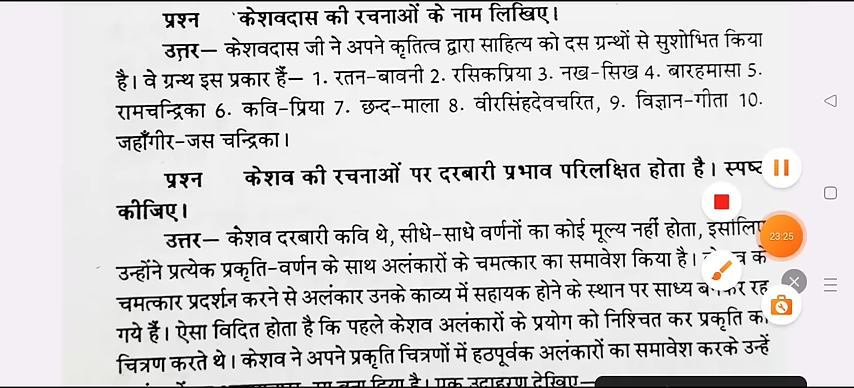 प्रश्न 'केशवदास की रचनाओं के नाम लिखिए।
उत्तर— केशवदास जी ने अपने कृतित्व द्वारा साहित्य को दस ग्रन्थों से सुशोभित किया
है। वे ग्रन्थ इस प्रकार हैं— 1. रतन-बावनी 2. रसिकप्रिया 3. नख-सिख 4. बारहमासा 5.
रामचन्द्रिका 6. कवि-प्रिया 7. छन्द-माला 8. वीरसिंहदेवचरित, 9. विज्ञान-गीता 10.
जहाँगीर-जस चन्द्रिका।
प्रश्न केशव की रचनाओं पर दरबारी प्रभाव परिलक्षित होता है। स्पष्ट
कीजिए।
उत्तर— केशव दरबारी कवि थे, सीधे-साधे वर्णनों का कोई मूल्य नहीं होता,
23:25
उन्होंने प्रत्येक प्रकृति-वर्णन के साथ अलंकारों के चमत्कार का समावेश किया है। के
चमत्कार प्रदर्शन करने से अलंकार उनके काव्य में सहायक होने के स्थान पर साध्य रह
गये हैं। ऐसा विदित होता है कि पहले केशव अलंकारों के प्रयोग को निश्चित कर प्रकृति का
चित्रण करते थे। केशव ने अपने प्रकृति चित्रणों में हठपूर्वक अलंकारों का समावेश करके उन्हें
दिया है। एक उदाहरण देखिए—